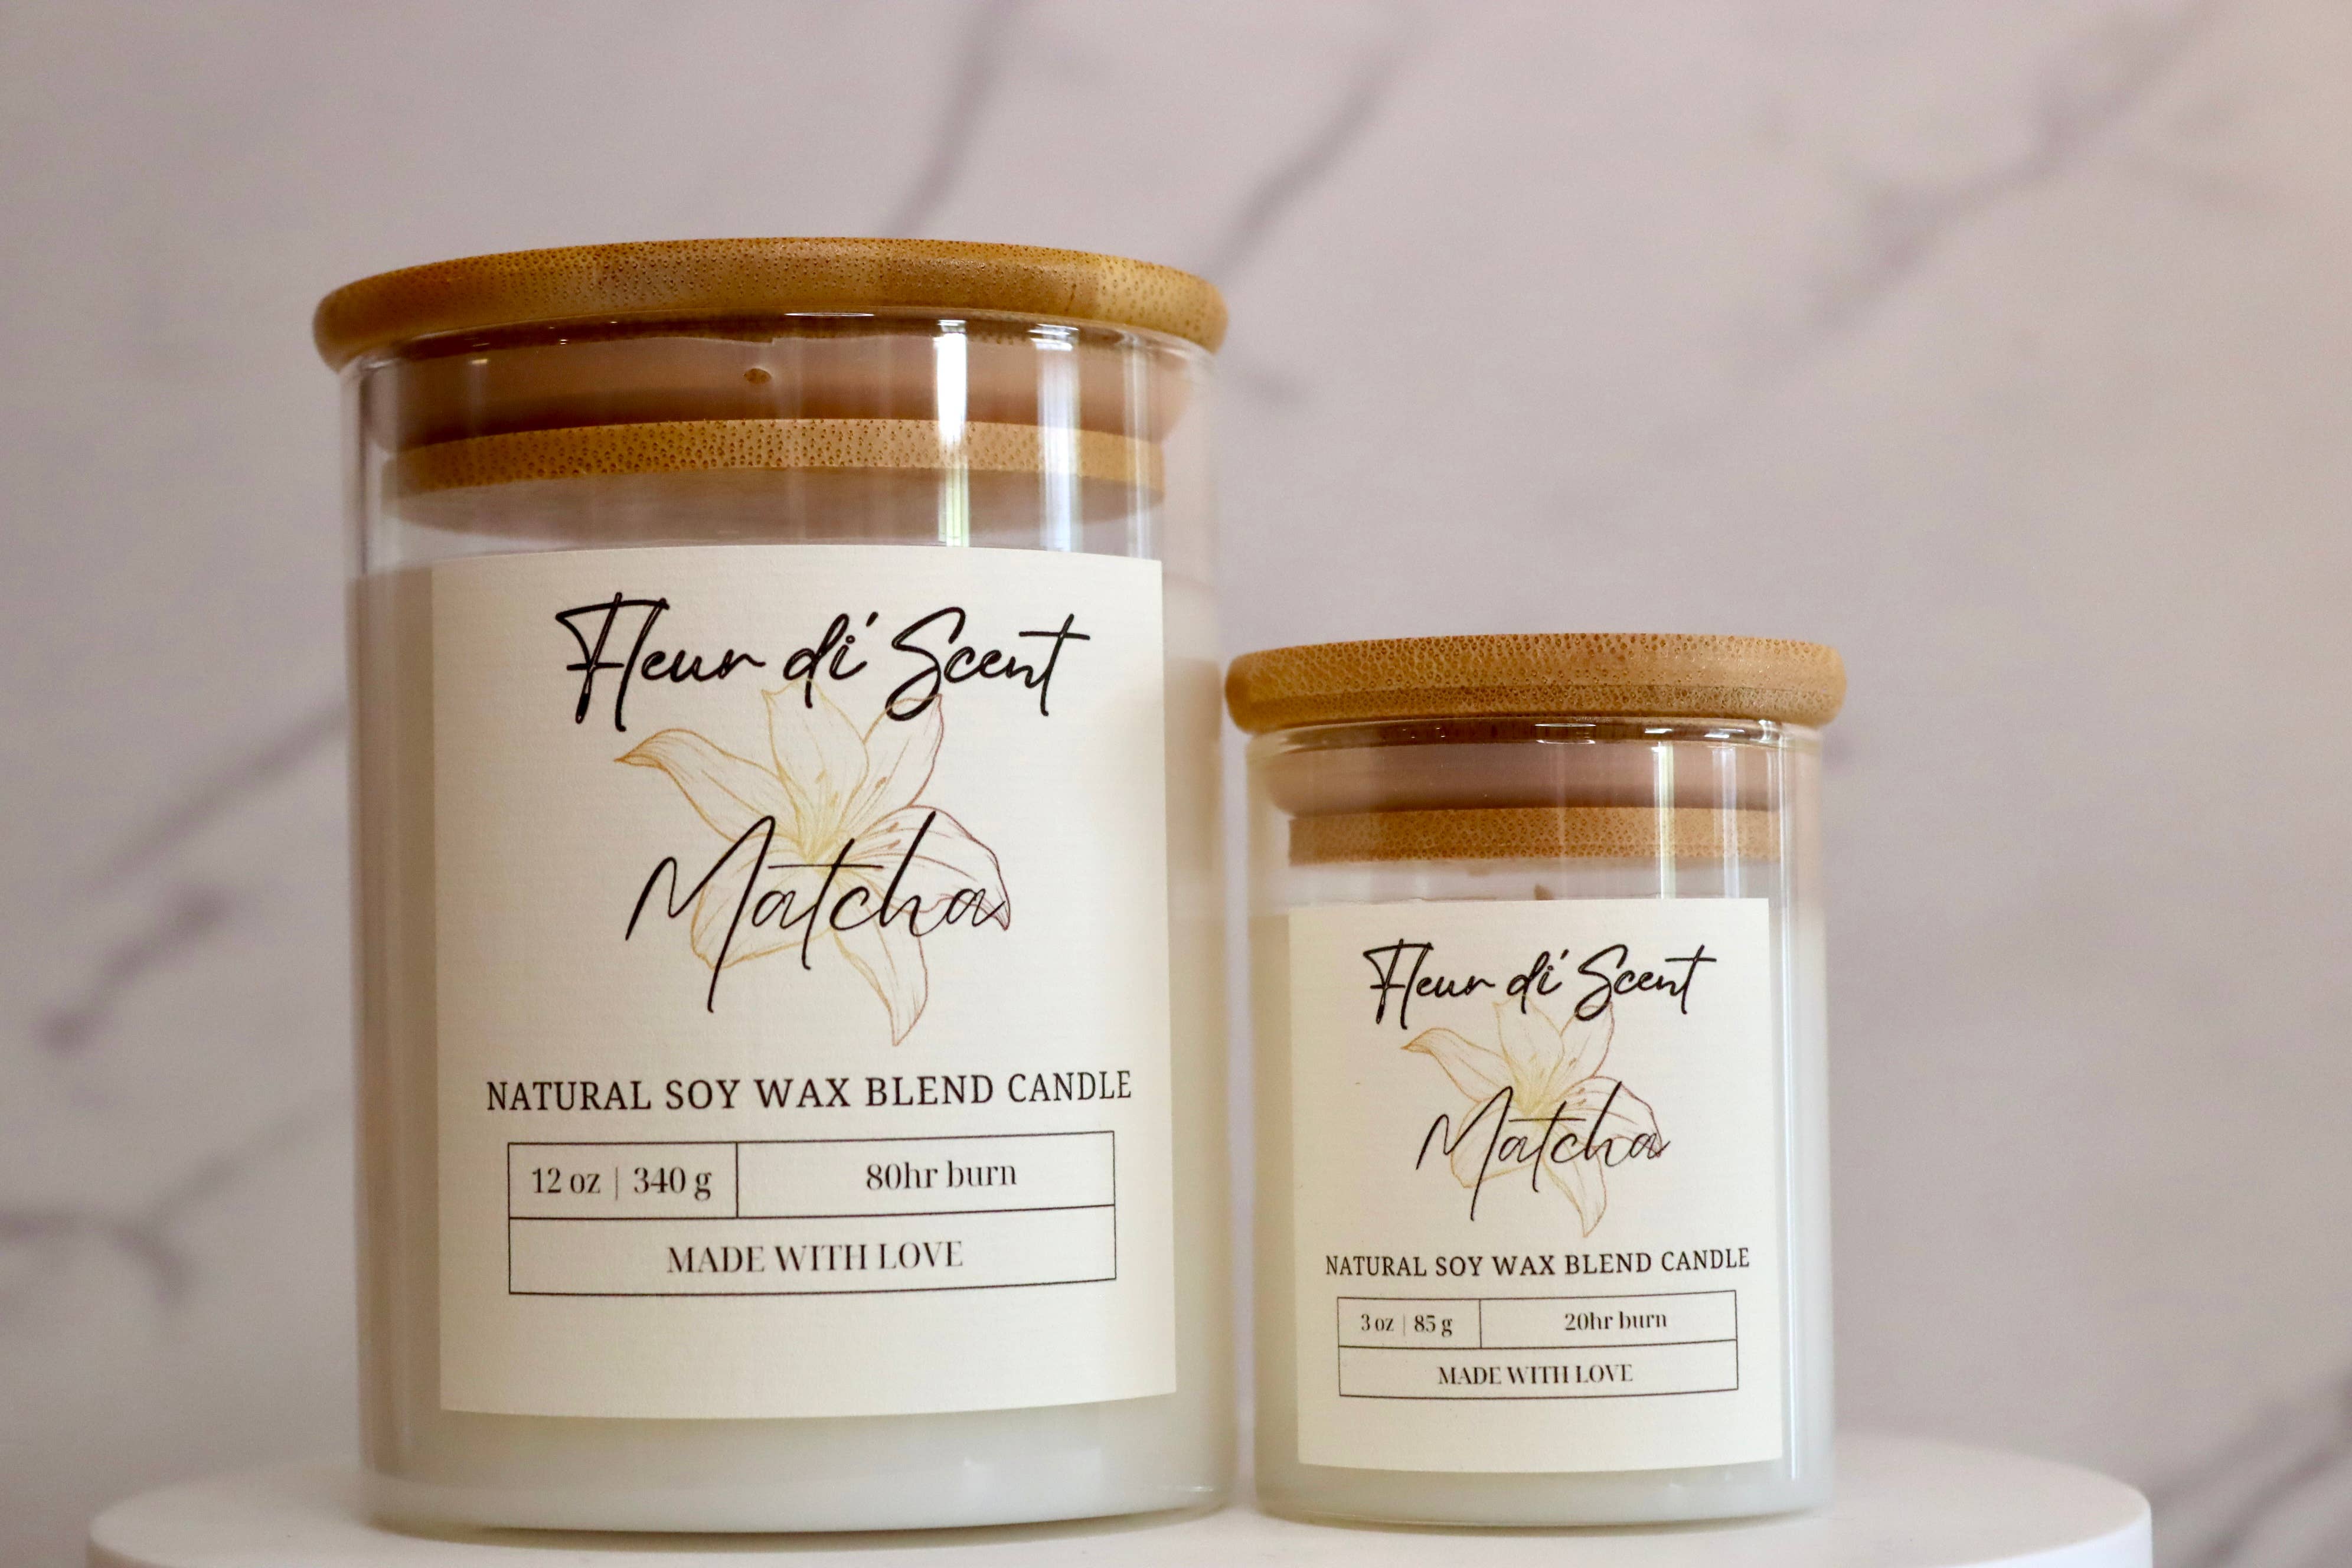 Fleur di' Scent
Matcha
NATURAL SOY WAX BLEND CANDLE
12 oz | 340 g
80hr burn
MADE WITH LOVE
Fleur di' Scent
Matcha
NATURAL SOY WAX BLEND CANDLE
3 oz | 85 g
20hr burn
MADE WITH LOVE